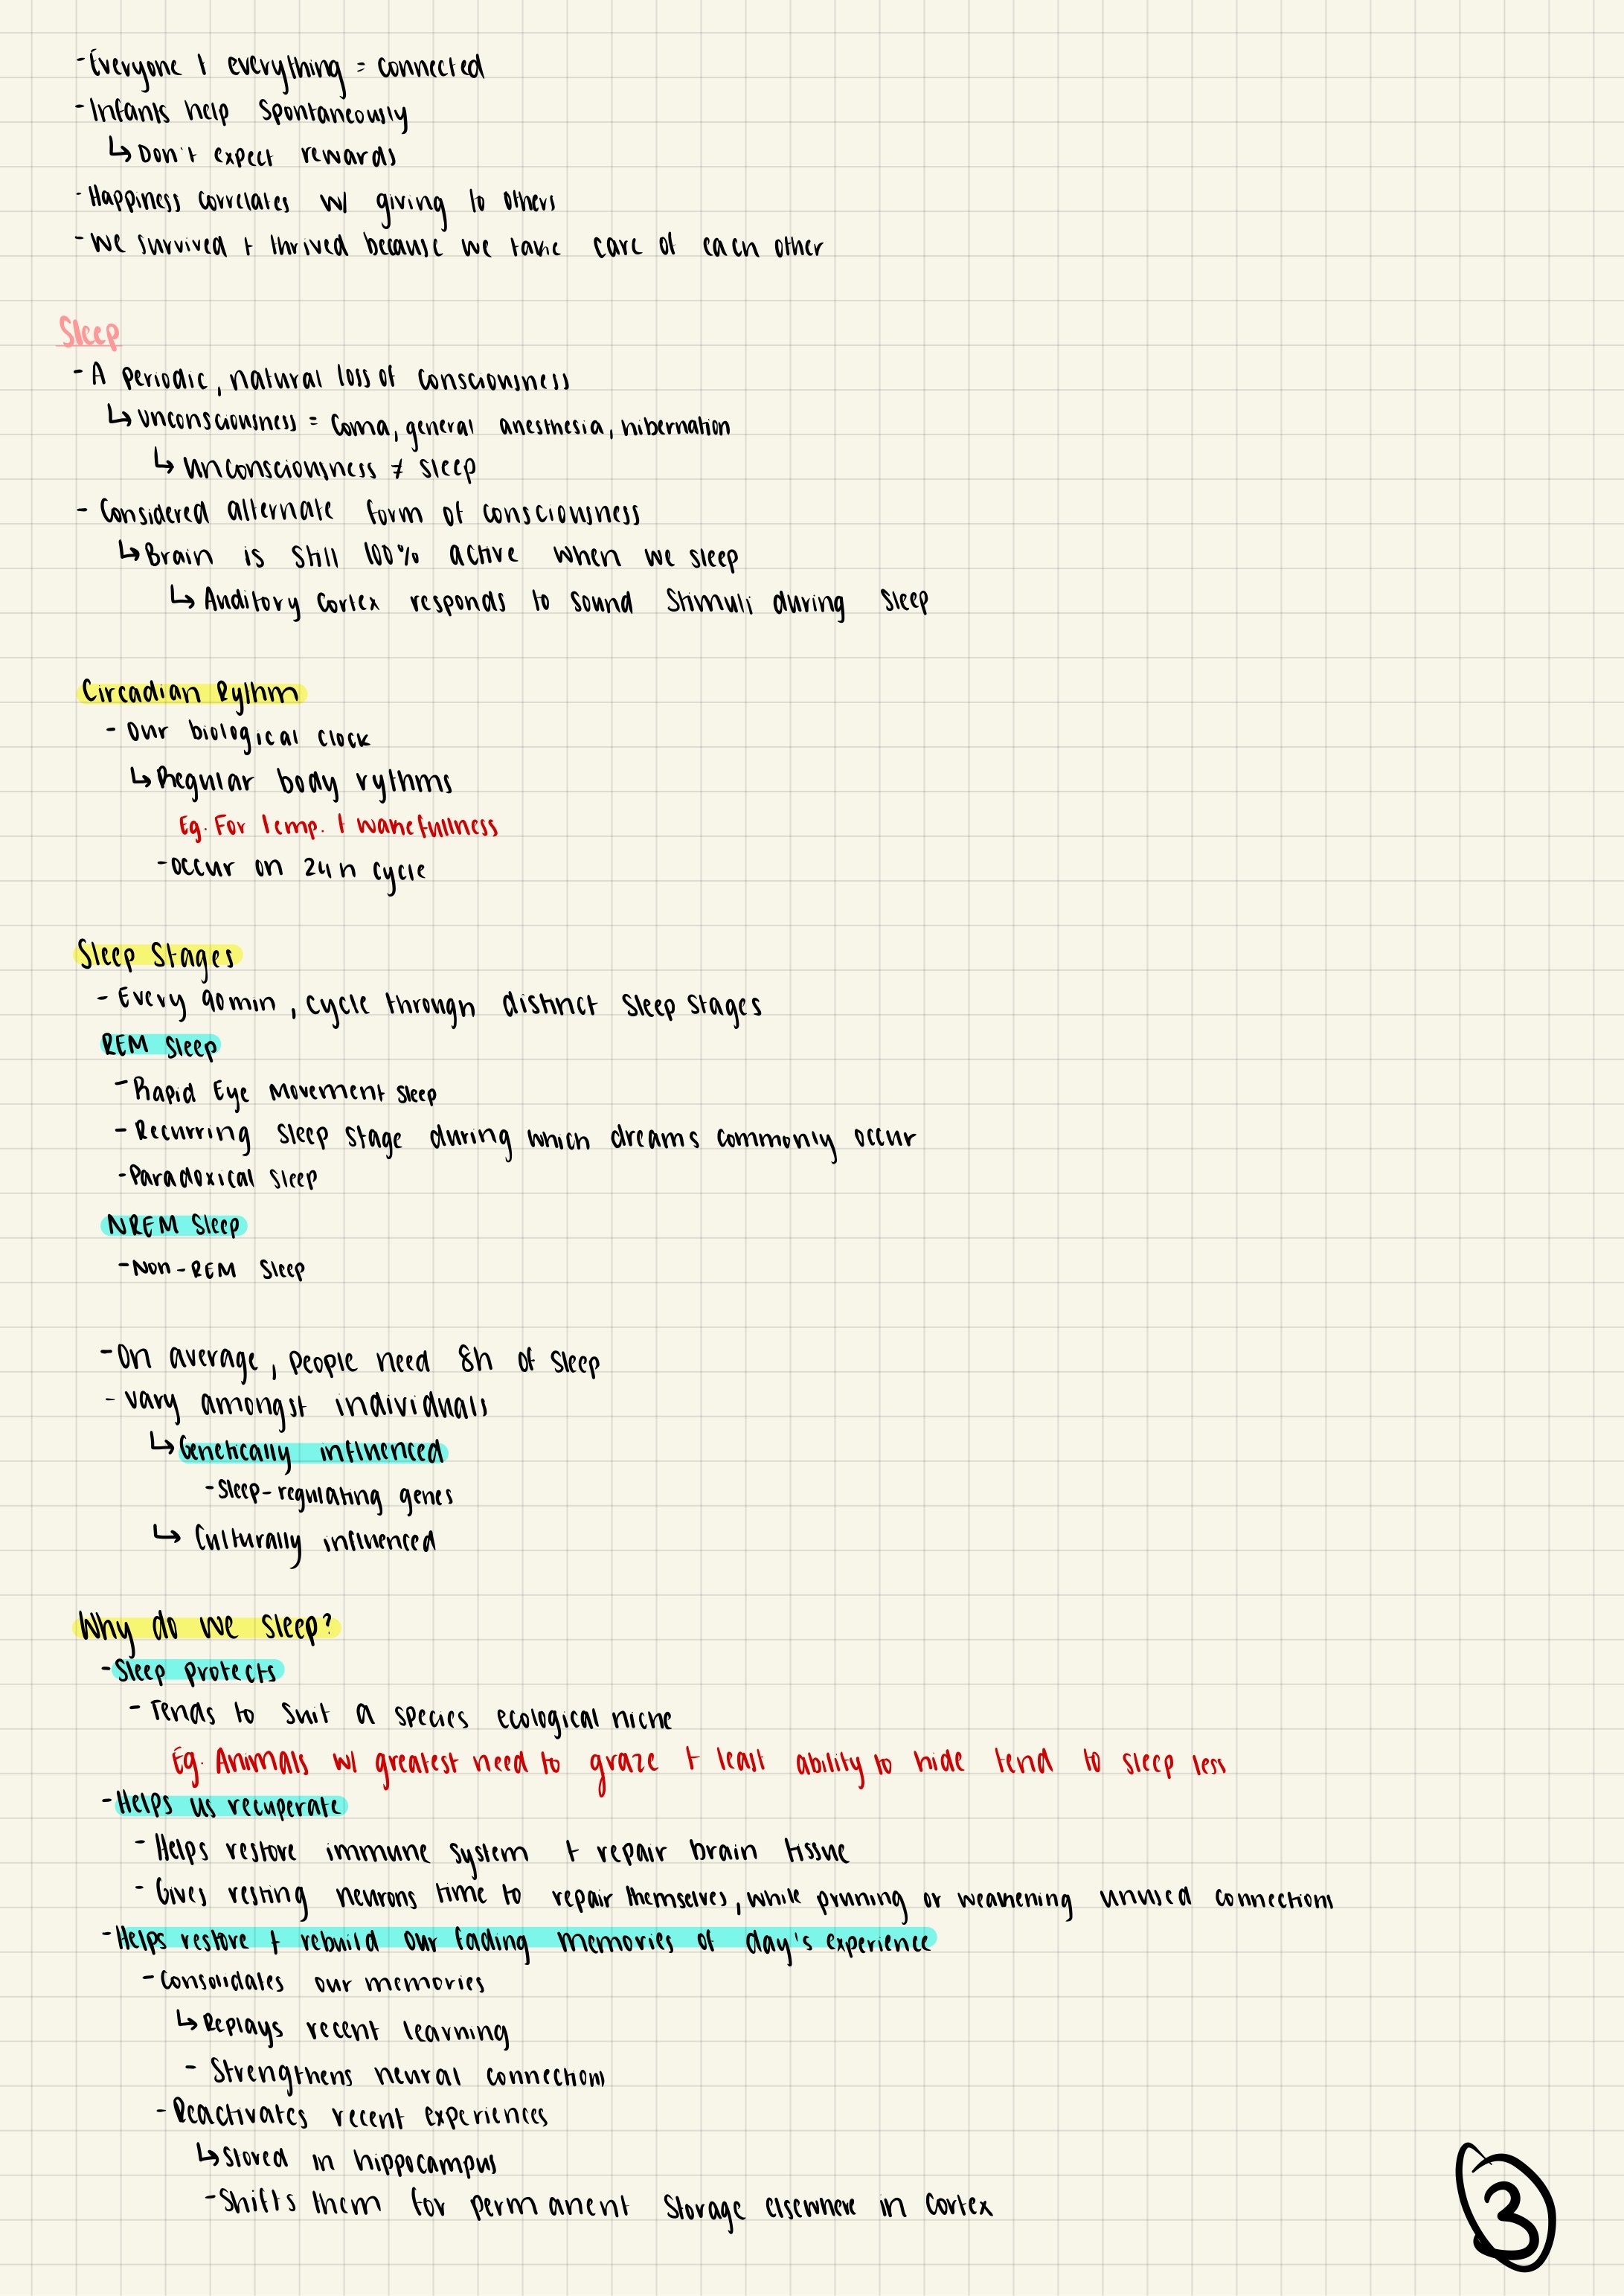 - Everyone + everything = connected
- Infants help spontaneously
↳ Don't expect rewards
- Happiness correlates w/ giving to others
- We survived + thrived because we take care of each other
Sleep
- A periodic, natural loss of consciousness
↳ unconsciousness = coma, general anesthesia, hibernation
↳ unconsciousness ≠ sleep
- Considered alternate form of consciousness
↳ Brain is still 100% active when we sleep
↳ Auditory cortex responds to sound stimuli during sleep
Circadian Rythm
- Our biological clock
↳ Regular body rythms
Eg. For temp. + wakefullness
- occur on 24h cycle
Sleep Stages
- Every 90min, cycle through distinct sleep stages
REM Sleep
- Rapid Eye Movement sleep
- Recurring sleep stage during which dreams commonly occur
- Paradoxical sleep
NREM Sleep
- Non-REM sleep
- On average, people need 8h of sleep
- vary amongst individuals
↳ Genetically influenced
- Sleep-regulating genes
↳ Culturally influenced
Why do we sleep?
- Sleep protects
- Tends to suit a species ecological niche
Eg. Animals w/ greatest need to graze + least ability to hide tend to sleep less
- Helps us recuperate
- Helps restore immune system + repair brain tissue
- Gives resting neurons time to repair themselves, while pruning or weakening unused connections
- Helps restore + rebuild our fading memories of day's experience
- Consolidates our memories
↳ Replays recent learning
- Strengthens neural connections
- Reactivates recent experiences
↳ stored in hippocampus
- Shifts them for permanent storage elsewhere in cortex
3